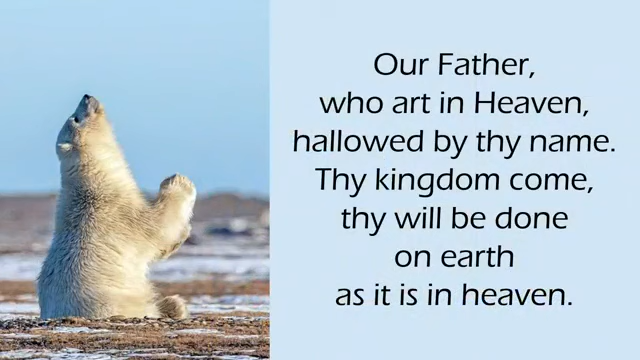 Our Father,
who art in Heaven,
hallowed by thy name.
Thy kingdom come,
thy will be done
on earth
as it is in heaven.